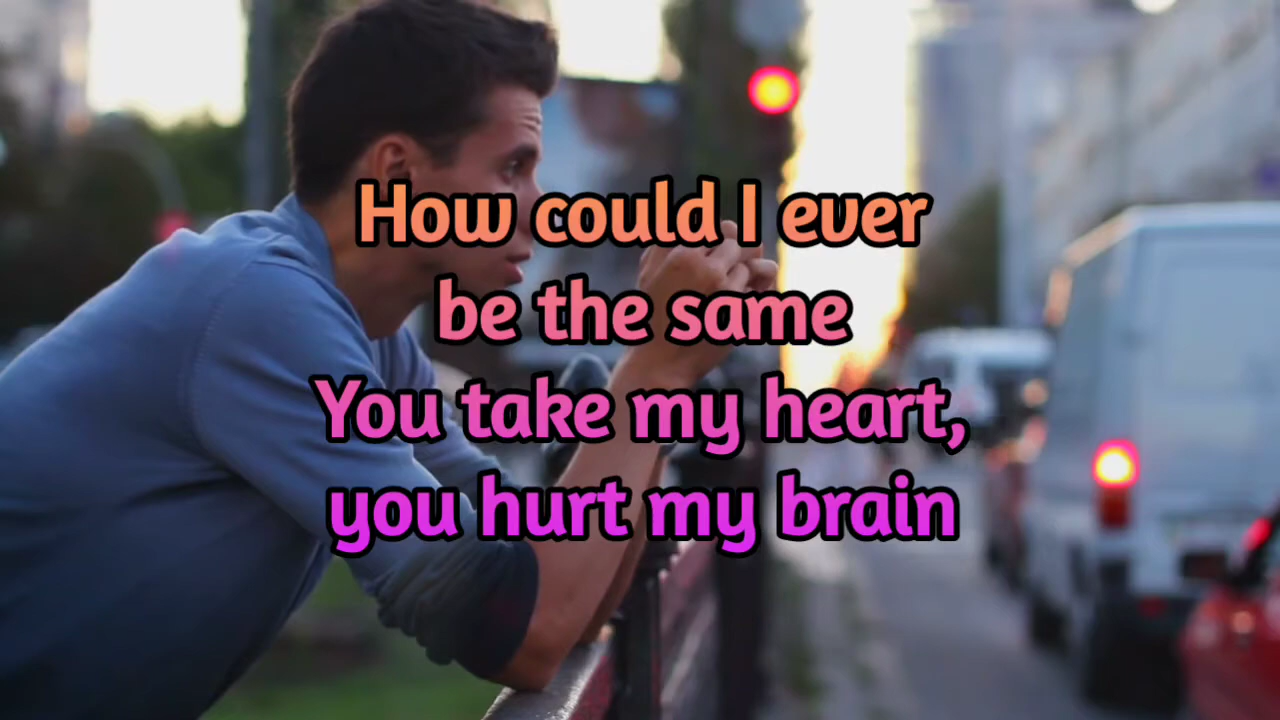 How could I ever
be the same
You take my heart,
you hurt my brain